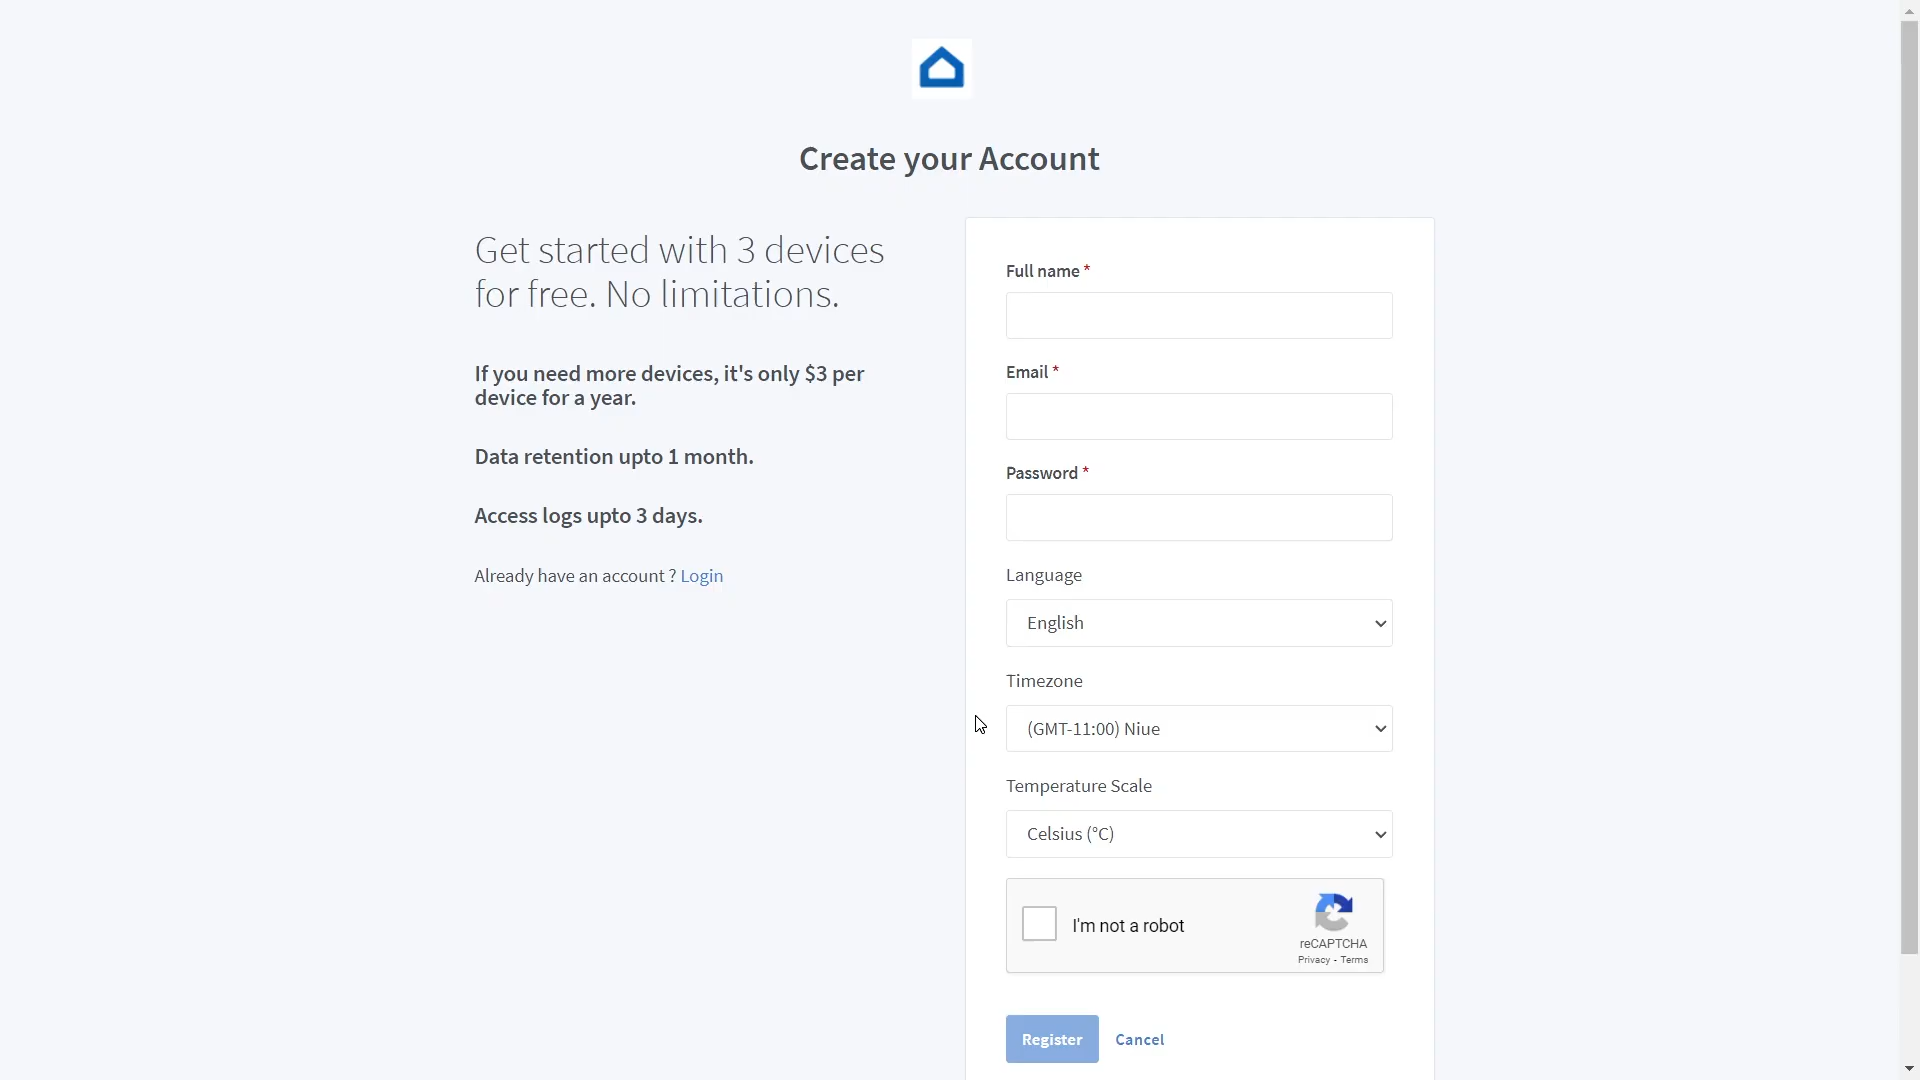 Create your Account
Get started with 3 devices
for free. No limitations.
If you need more devices, it's only $3 per
device for a year.
Data retention upto 1 month.
Access logs upto 3 days.
Already have an account ? Login
Full name *
Email *
Password *
Language
English
Timezone
(GMT-11:00) Niue
Temperature Scale
Celsius (°C)
I'm not a robot
reCAPTCHA
Privacy - Terms
Register Cancel